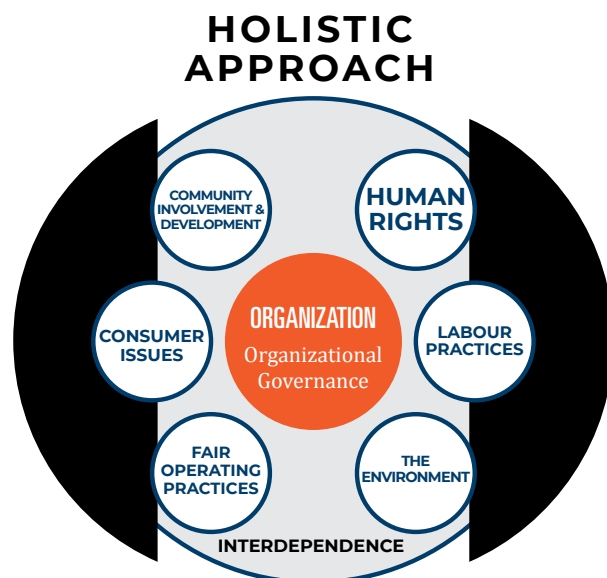 HOLISTIC
APPROACH
COMMUNITY
INVOLVEMENT &
DEVELOPMENT
HUMAN
RIGHTS
CONSUMER
ISSUES
ORGANIZATION
Organizational
Governance
LABOUR
PRACTICES
FAIR
OPERATING
PRACTICES
THE
ENVIRONMENT
INTERDEPENDENCE